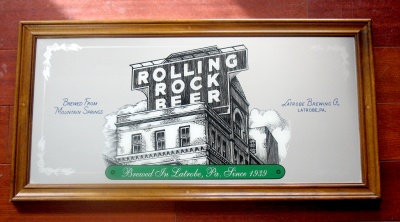 ROLLING
ROCK
BEER
BREWED FROM
MOUNTAIN SPRINGS
LATROBE BREWING CO.
LATROBE, PA.
Brewed In Latrobe, Pa. Since 1939